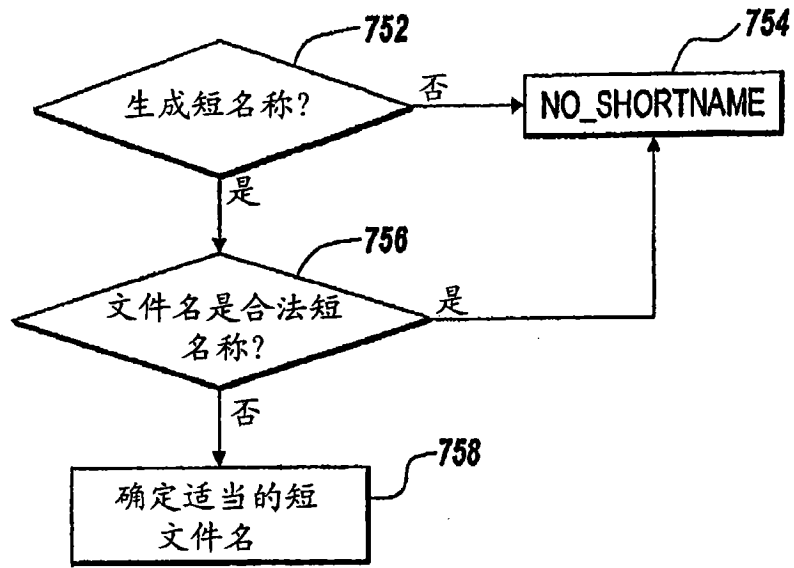 752
754
生成短名称?
否
NO_SHORTNAME
是
756
文件名是合法短
名称?
是
否
758
确定适当的短
文件名